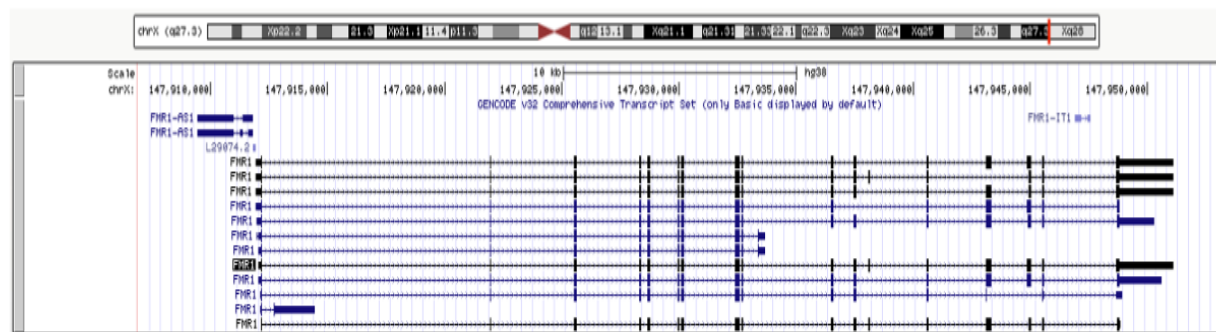 chrX (q27.3) Xp22.2 21.3 Xp21.1 11.4 p11.3 q12 13.1 Xq21.1 q21.31 21.33 22.1 q22.3 Xq23 Xq24 Xq25 26.3 q27.3 Xq28
Scale 10 kb hg38
chrX: 147,910,000 147,915,000 147,920,000 147,925,000 147,930,000 147,935,000 147,940,000 147,945,000 147,950,000
GENCODE v32 Comprehensive Transcript Set (only Basic displayed by default)
FMR1-AS1 FMR1-IT1
FMR1-AS1
L29074.2
FMR1
FMR1
FMR1
FMR1
FMR1
FMR1
FMR1
FMR1
FMR1
FMR1
FMR1
FMR1